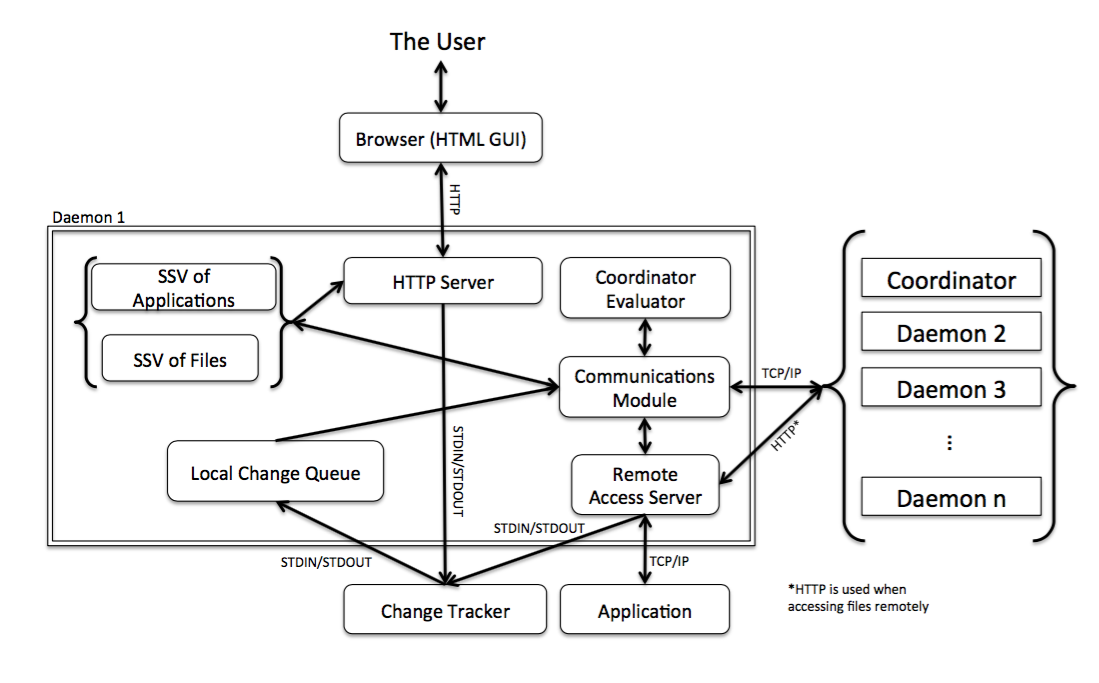 The User
Browser (HTML GUI)
HTTP
Daemon 1
SSV of
Applications
SSV of Files
HTTP Server
Coordinator
Evaluator
Communications
Module
TCP/IP
HTTP*
Local Change Queue
STDIN/STDOUT
Remote
Access Server
STDIN/STDOUT
STDIN/STDOUT
TCP/IP
Change Tracker
Application
Coordinator
Daemon 2
Daemon 3
...
Daemon n
*HTTP is used when
accessing files remotely